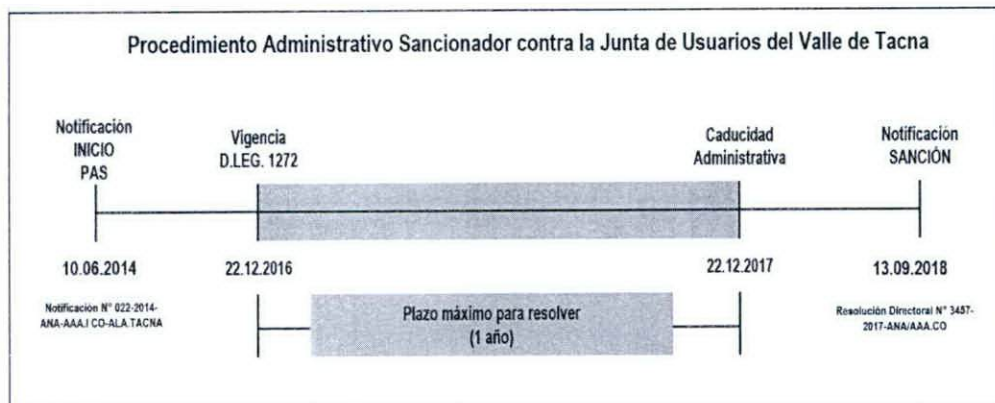 Procedimiento Administrativo Sancionador contra la Junta de Usuarios del Valle de Tacna
Notificación
INICIO
PAS
Vigencia
D.LEG. 1272
Caducidad
Administrativa
Notificación
SANCIÓN
10.06.2014
22.12.2016
22.12.2017
13.09.2018
Notificación N° 022-2014-
ANA-AAA.I CO-ALA.TACNA
Plazo máximo para resolver
(1 año)
Resolución Directoral N° 3457-
2017-ANA/AAA.CO